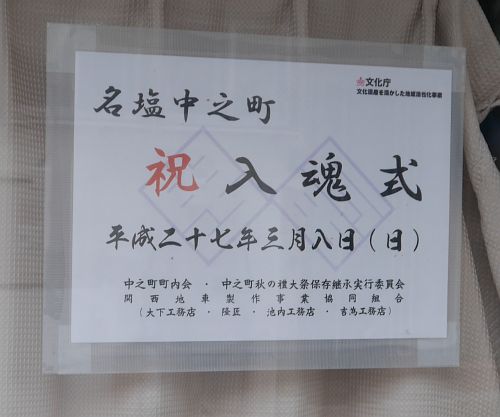 文化庁
文化遺産を活かした地域活性化事業
名塩中之町
祝入魂式
平成二十七年三月八日(日)
中之町町内会・中之町秋の禮大祭保存継承実行委員会
関西地車製作事業協同組合
(大下工務店・隆匠・池内工務店・吉為工務店)